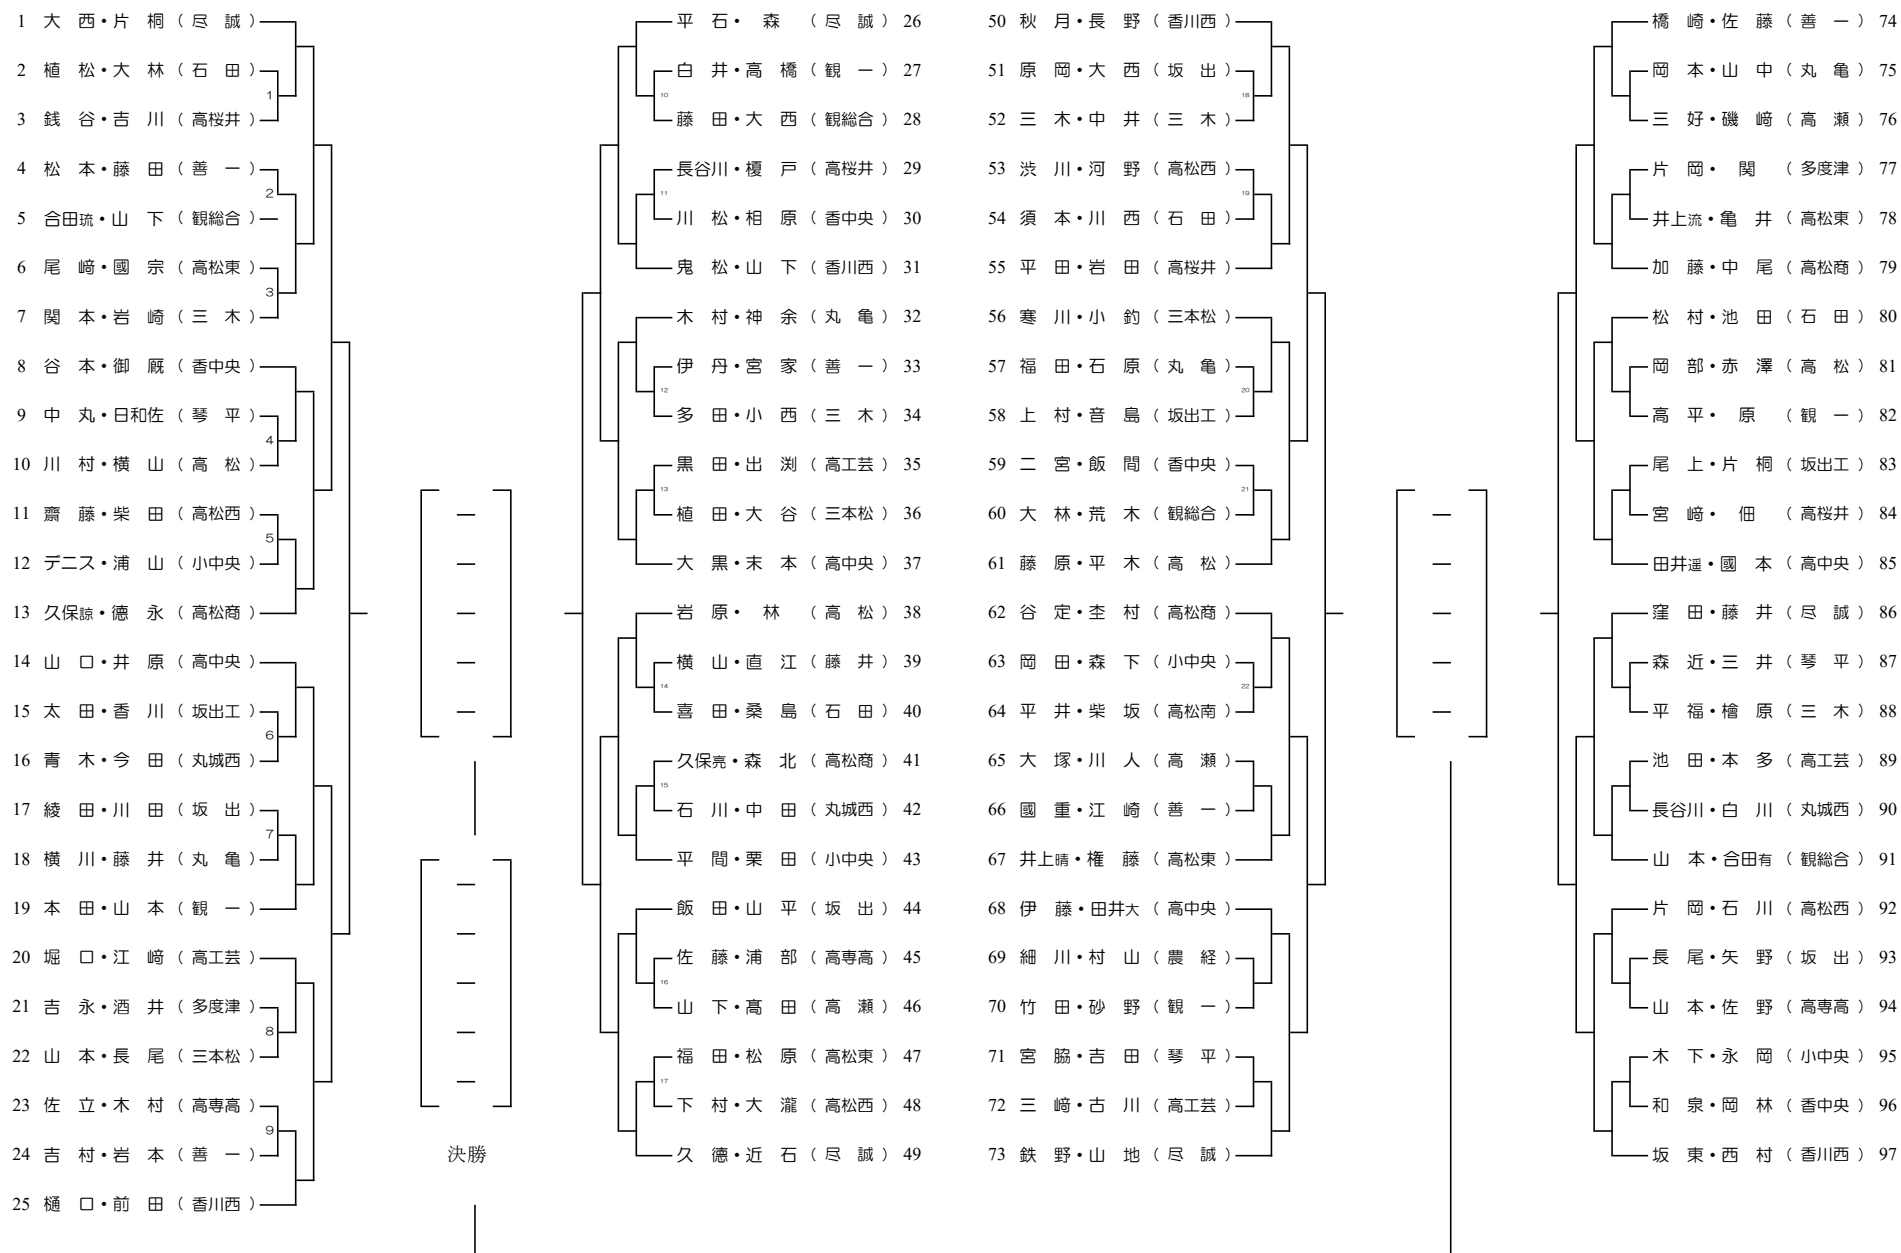 1 大西・片桐（尽誠）
2 植松・大林（石田）
1
3 銭谷・吉川（高桜井）
4 松本・藤田（善一）
2
5 合田琉・山下（観総合）
6 尾﨑・國宗（高松東）
3
7 関本・岩崎（三木）
8 谷本・御厩（香中央）
9 中丸・日和佐（琴平）
4
10 川村・横山（高松）
11 齋藤・柴田（高松西）
5
12 デニス・浦山（小中央）
13 久保諒・德永（高松商）
14 山口・井原（高中央）
15 太田・香川（坂出工）
6
16 青木・今田（丸城西）
17 綾田・川田（坂出）
7
18 横川・藤井（丸亀）
19 本田・山本（観一）
20 堀口・江﨑（高工芸）
21 吉永・酒井（多度津）
8
22 山本・長尾（三本松）
23 佐立・木村（高専高）
9
24 吉村・岩本（善一）
25 樋口・前田（香川西）
―
―
―
―
―
―
―
―
―
―
決勝
平石・森（尽誠）26
白井・高橋（観一）27
10
藤田・大西（観総合）28
長谷川・榎戸（高桜井）29
11
川松・相原（香中央）30
鬼松・山下（香川西）31
木村・神余（丸亀）32
伊丹・宮家（善一）33
12
多田・小西（三木）34
黒田・出渕（高工芸）35
13
植田・大谷（三本松）36
大黒・末本（高中央）37
岩原・林（高松）38
横山・直江（藤井）39
14
喜田・桑島（石田）40
久保亮・森北（高松商）41
15
石川・中田（丸城西）42
平間・栗田（小中央）43
飯田・山平（坂出）44
佐藤・浦部（高専高）45
16
山下・髙田（高瀬）46
福田・松原（高松東）47
17
下村・大瀧（高松西）48
久德・近石（尽誠）49
50 秋月・長野（香川西）
51 原岡・大西（坂出）
18
52 三木・中井（三木）
53 渋川・河野（高松西）
19
54 須本・川西（石田）
55 平田・岩田（高桜井）
56 寒川・小釣（三本松）
57 福田・石原（丸亀）
20
58 上村・音島（坂出工）
59 二宮・飯間（香中央）
21
60 大林・荒木（観総合）
61 藤原・平木（高松）
62 谷定・杢村（高松商）
63 岡田・森下（小中央）
22
64 平井・柴坂（高松南）
65 大塚・川人（高瀬）
66 國重・江崎（善一）
67 井上晴・権藤（高松東）
68 伊藤・田井大（高中央）
69 細川・村山（農経）
70 竹田・砂野（観一）
71 宮脇・吉田（琴平）
72 三﨑・古川（高工芸）
73 鉄野・山地（尽誠）
―
―
―
―
―
橋崎・佐藤（善一）74
岡本・山中（丸亀）75
三好・磯﨑（高瀬）76
片岡・関（多度津）77
井上流・亀井（高松東）78
加藤・中尾（高松商）79
松村・池田（石田）80
岡部・赤澤（高松）81
高平・原（観一）82
尾上・片桐（坂出工）83
宮﨑・佃（高桜井）84
田井遥・國本（高中央）85
窪田・藤井（尽誠）86
森近・三井（琴平）87
平福・檜原（三木）88
池田・本多（高工芸）89
長谷川・白川（丸城西）90
山本・合田有（観総合）91
片岡・石川（高松西）92
長尾・矢野（坂出）93
山本・佐野（高専高）94
木下・永岡（小中央）95
和泉・岡林（香中央）96
坂東・西村（香川西）97